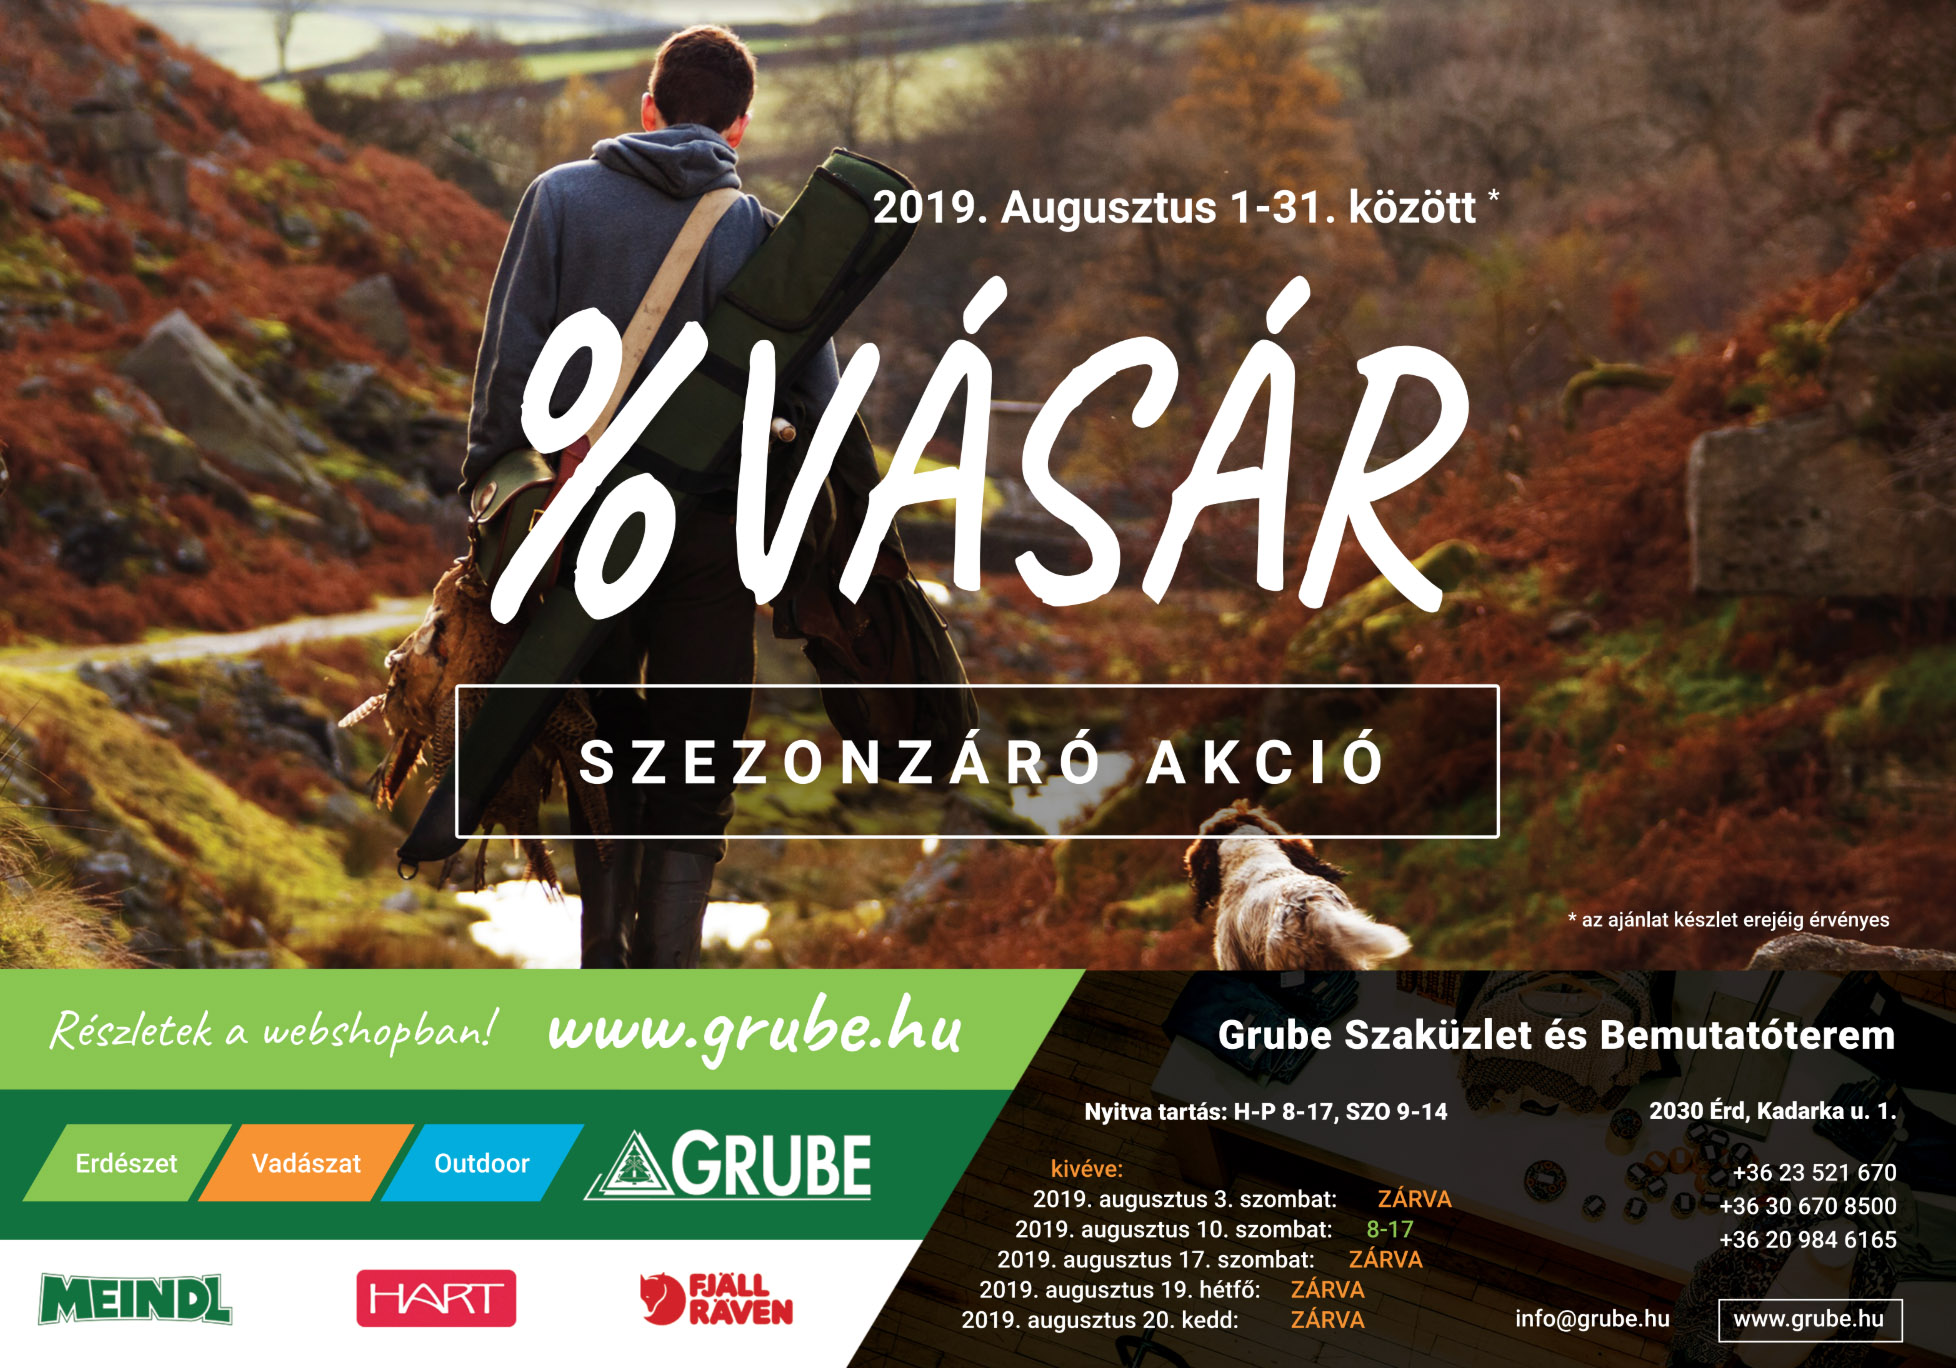 2019. Augusztus 1-31. között *
%VÁSÁR
SZEZONZÁRÓ AKCIÓ
* az ajánlat készlet erejéig érvényes
Részletek a webshopban! www.grube.hu
Erdészet Vadászat Outdoor GRUBE
MEINDL HART FJÄLL
RÄVEN
Grube Szaküzlet és Bemutatóterem
Nyitva tartás: H-P 8-17, SZO 9-14
kivéve:
2019. augusztus 3. szombat: ZÁRVA
2019. augusztus 10. szombat: 8-17
2019. augusztus 17. szombat: ZÁRVA
2019. augusztus 19. hétfő: ZÁRVA
2019. augusztus 20. kedd: ZÁRVA
2030 Érd, Kadarka u. 1.
+36 23 521 670
+36 30 670 8500
+36 20 984 6165
info@grube.hu www.grube.hu